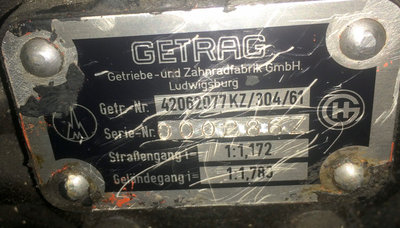 GETRAG
Getriebe- und Zahnradfabrik GmbH.
Ludwigsburg
Getr.-Nr. 42062077KZ/304/61
Serie-Nr.
Straßengang i= 1:1,172
Geländegang i= 1:1,783